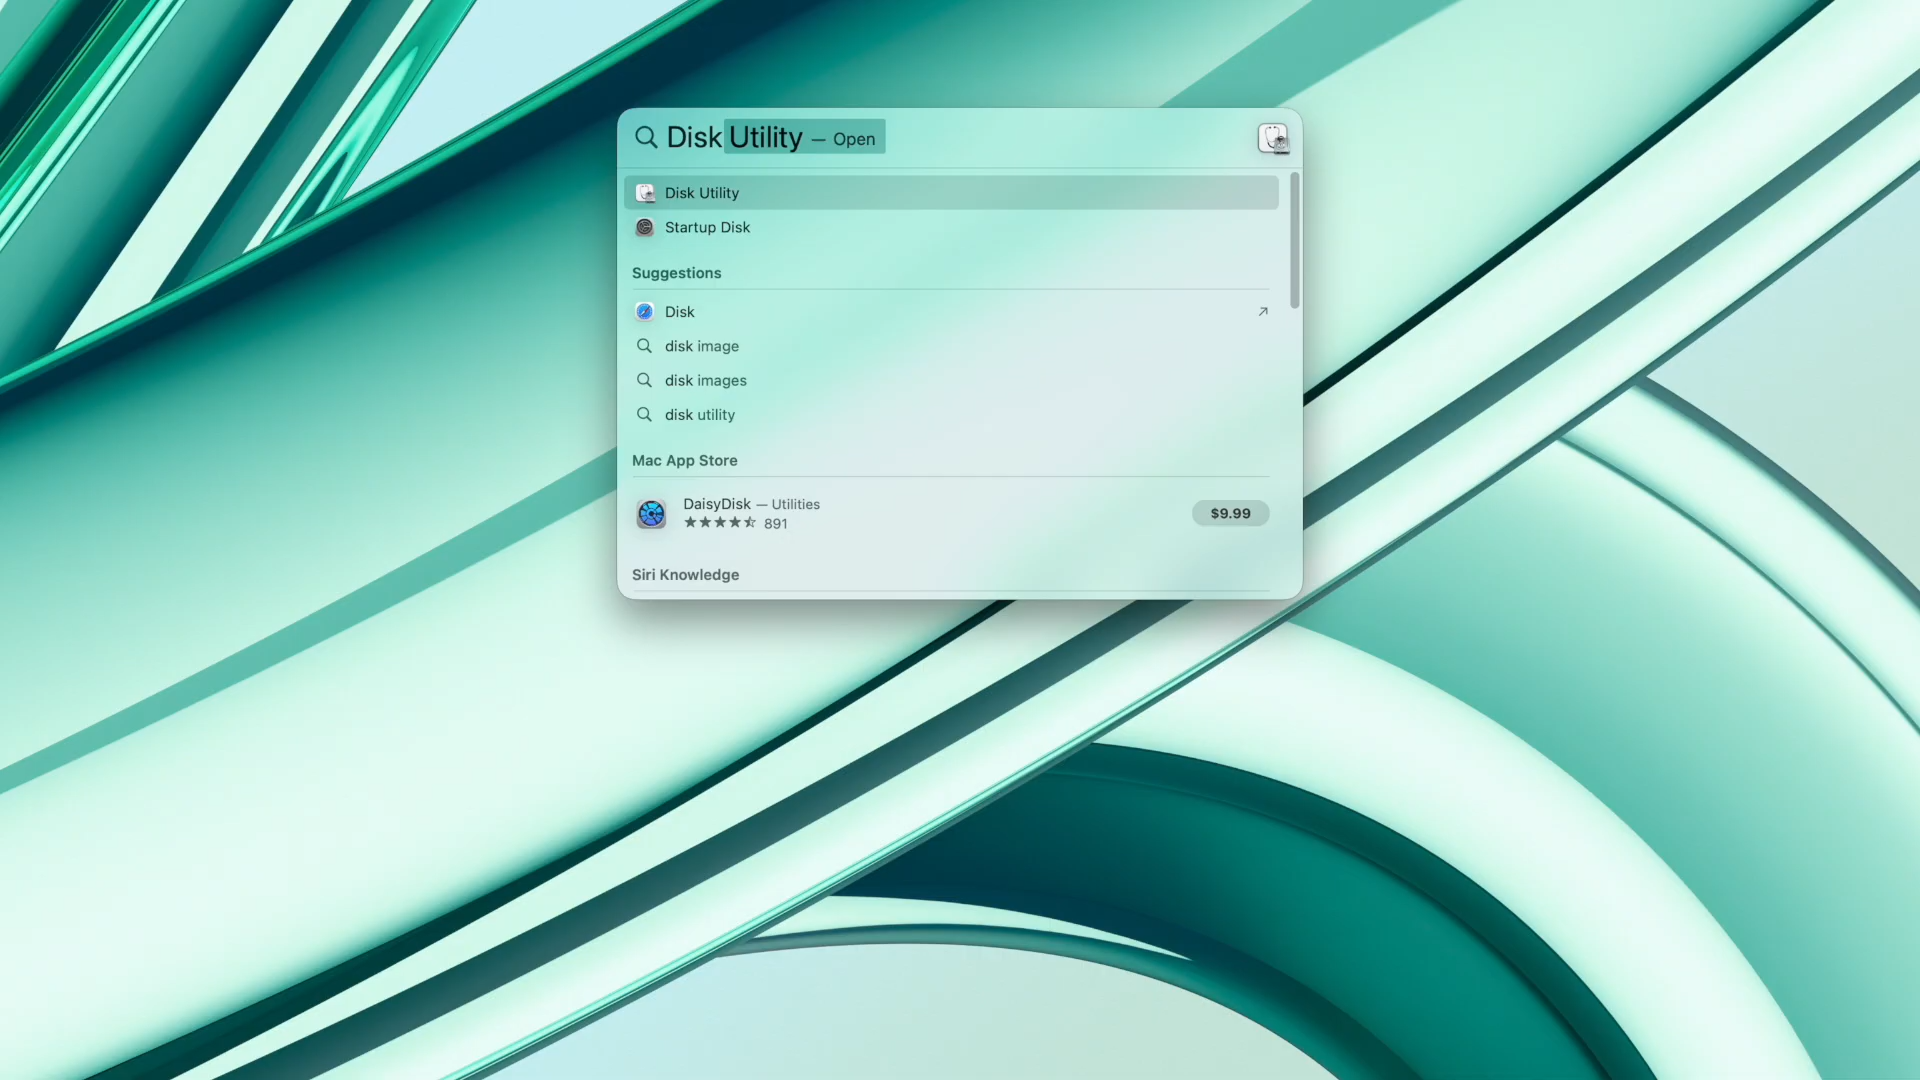 Disk Utility — Open
Disk Utility
Startup Disk
Suggestions
Disk
disk image
disk images
disk utility
Mac App Store
DaisyDisk — Utilities
891
$9.99
Siri Knowledge